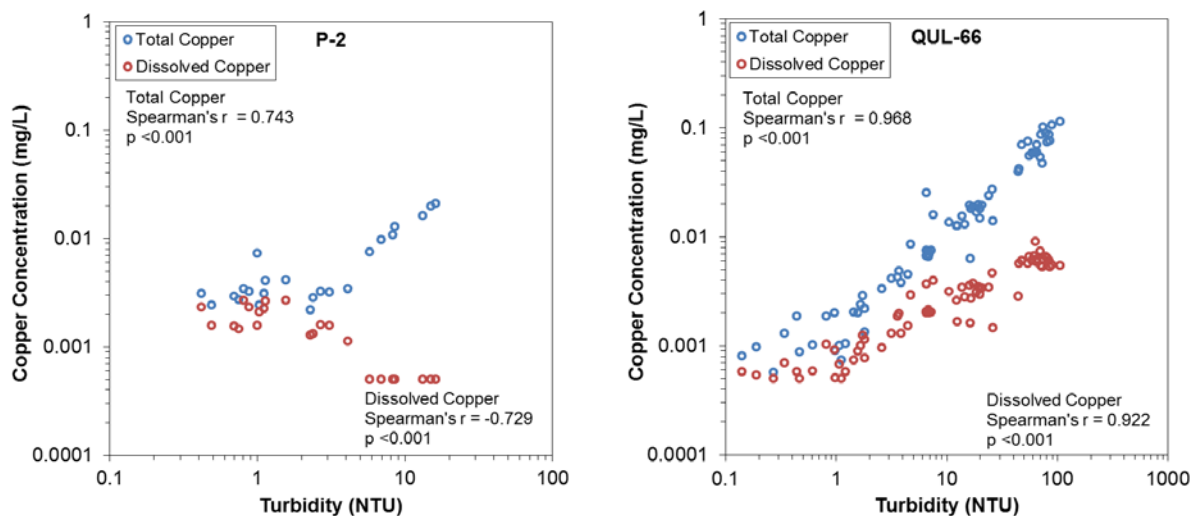 P-2
Total Copper
Dissolved Copper
Total Copper
Spearman's r = 0.743
p <0.001
Dissolved Copper
Spearman's r = -0.729
p <0.001
Copper Concentration (mg/L)
1
0.1
0.01
0.001
0.0001
0.1
1
10
100
Turbidity (NTU)
QUL-66
Total Copper
Dissolved Copper
Total Copper
Spearman's r = 0.968
p <0.001
Dissolved Copper
Spearman's r = 0.922
p <0.001
Copper Concentration (mg/L)
1
0.1
0.01
0.001
0.0001
0.1
1
10
100
1000
Turbidity (NTU)